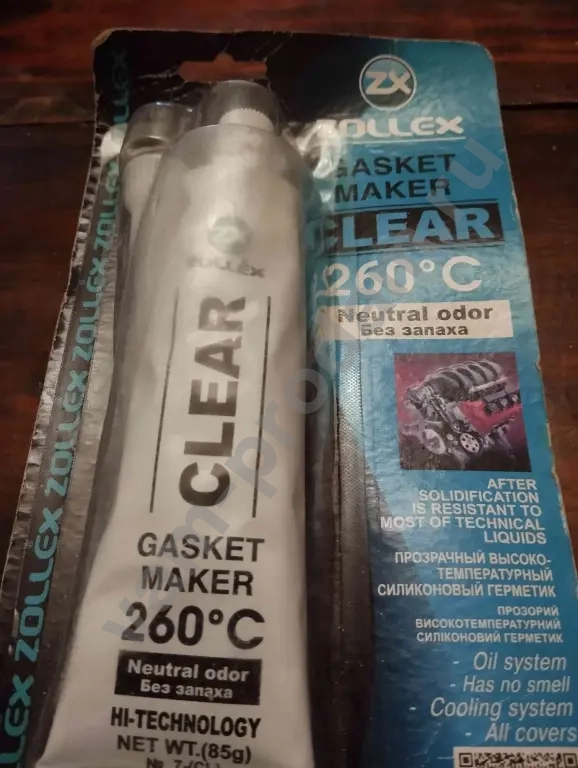 ZX
ZOLLEX
GASKET
MAKER
CLEAR
260°C
Neutral odor
Без запаха
AFTER
SOLIDIFICATION
IS RESISTANT TO
MOST OF TECHNICAL
LIQUIDS
ПРОЗРАЧНЫЙ ВЫСОКО-
ТЕМПЕРАТУРНЫЙ
СИЛИКОНОВЫЙ ГЕРМЕТИК
ПРОЗОРИЙ
ВИСОКОТЕМПЕРАТУРНИЙ
СИЛІКОНОВИЙ ГЕРМЕТИК
- Oil system
- Has no smell
- Cooling system
- All covers
ZOLLEX
CLEAR
GASKET
MAKER
260°C
Neutral odor
Без запаха
HI-TECHNOLOGY
NET WT.(85g)
ZOLLEX ZOLLEX ZOLLEX ZOLLEX